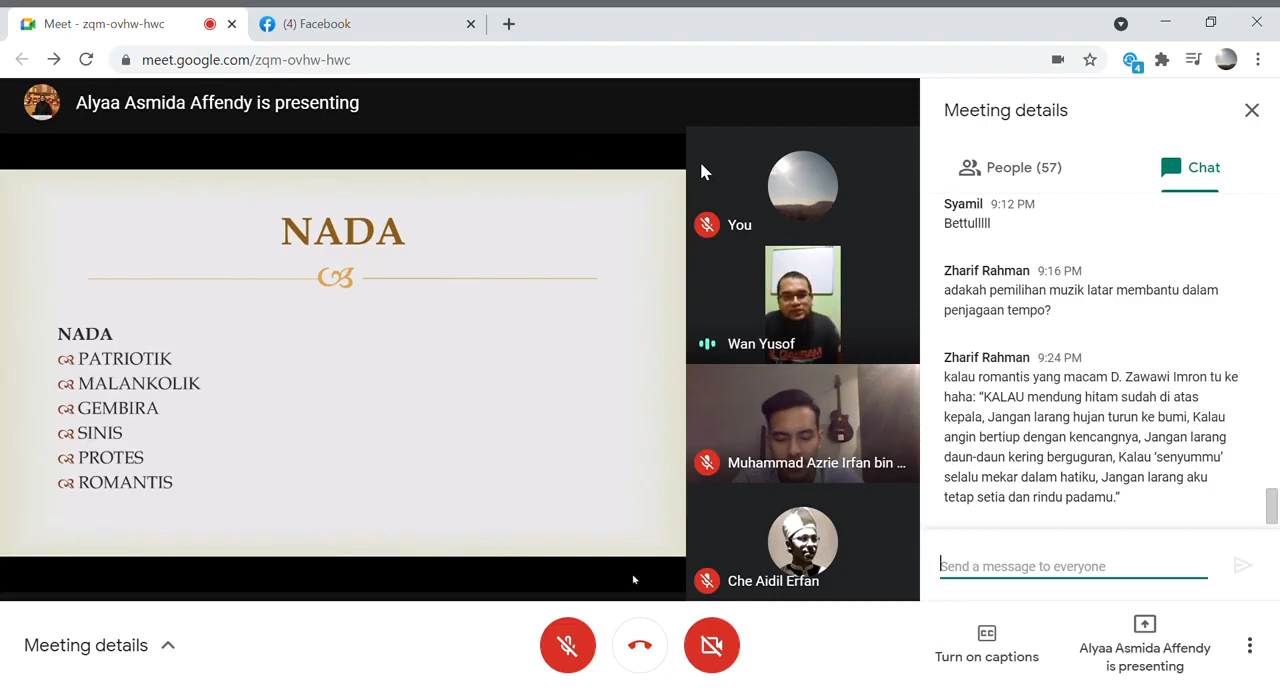 Meet - zqm-ovhw-hwc
(4) Facebook
meet.google.com/zqm-ovhw-hwc
4
Alyaa Asmida Affendy is presenting
NADA
NADA
PATRIOTIK
MALANKOLIK
GEMBIRA
SINIS
PROTES
ROMANTIS
You
Wan Yusof
Muhammad Azrie Irfan bin ...
Che Aidil Erfan
Meeting details
People (57)
Chat
Syamil 9:12 PM
Bettulllll
Zharif Rahman 9:16 PM
adakah pemilihan muzik latar membantu dalam
penjagaan tempo?
Zharif Rahman 9:24 PM
kalau romantis yang macam D. Zawawi Imron tu ke
haha: “KALAU mendung hitam sudah di atas
kepala, Jangan larang hujan turun ke bumi, Kalau
angin bertiup dengan kencangnya, Jangan larang
daun-daun kering berguguran, Kalau ‘senyummu’
selalu mekar dalam hatiku, Jangan larang aku
tetap setia dan rindu padamu.”
Send a message to everyone
Meeting details
CC
Turn on captions
Alyaa Asmida Affendy
is presenting